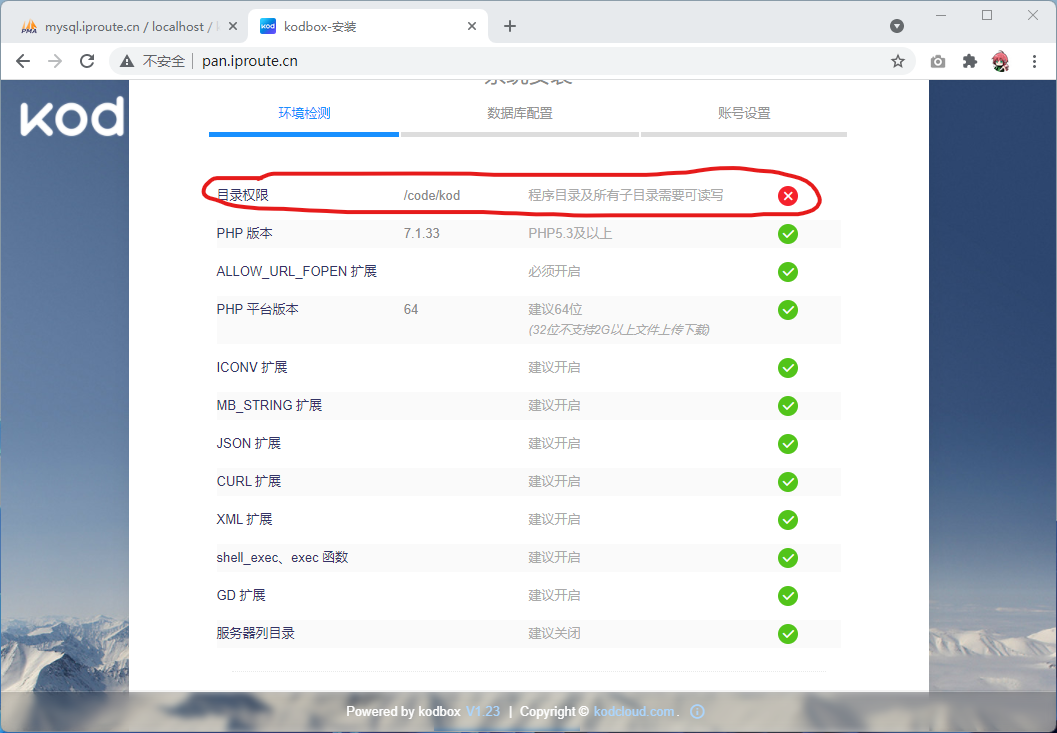 mysql.iproute.cn / localhost /
kodbox-安装
不安全 pan.iproute.cn
kod
系统安装
环境检测 数据库配置 账号设置
目录权限 /code/kod 程序目录及所有子目录需要可读写
PHP 版本 7.1.33 PHP5.3及以上
ALLOW_URL_FOPEN 扩展 必须开启
PHP 平台版本 64 建议64位
(32位不支持2G以上文件上传下载)
ICONV 扩展 建议开启
MB_STRING 扩展 建议开启
JSON 扩展 建议开启
CURL 扩展 建议开启
XML 扩展 建议开启
shell_exec、exec 函数 建议开启
GD 扩展 建议开启
服务器列目录 建议关闭
Powered by kodbox V1.23 | Copyright © kodcloud.com.